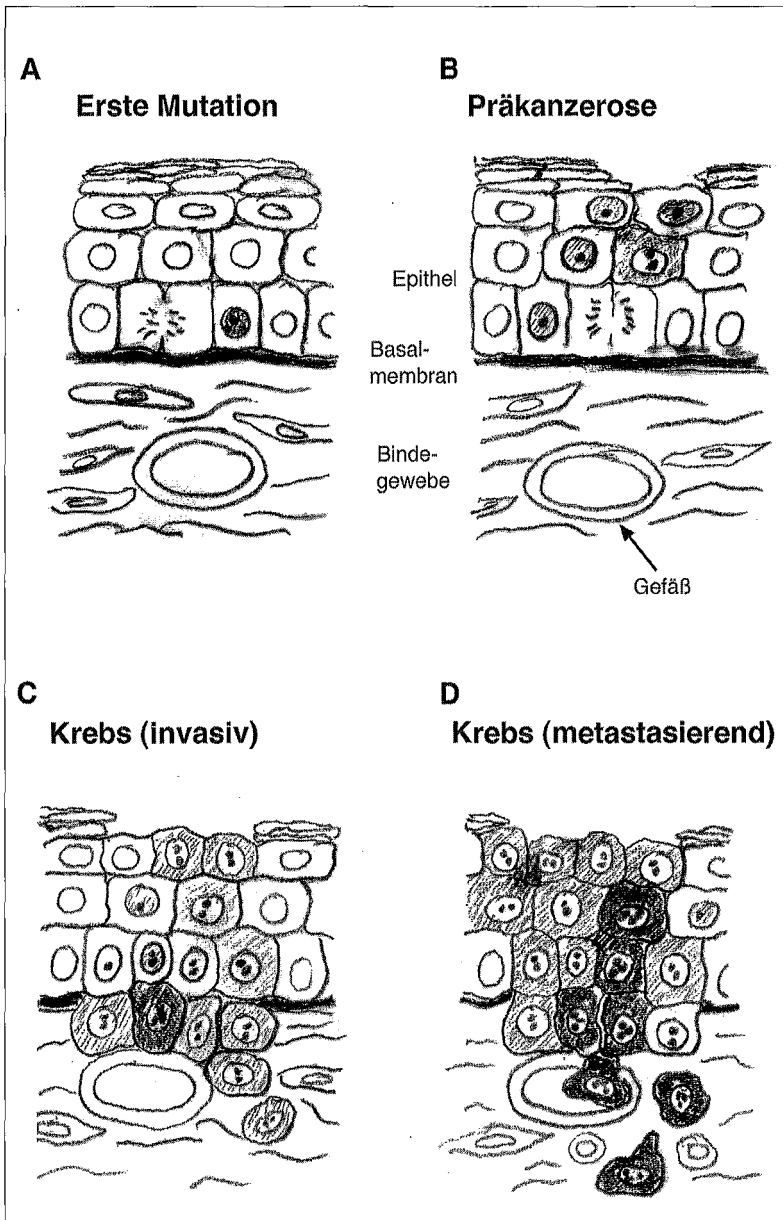 A
Erste Mutation
B
Präkanzerose
Epithel
Basal-
membran
Binde-
gewebe
Gefäß
C
Krebs (invasiv)
D
Krebs (metastasierend)